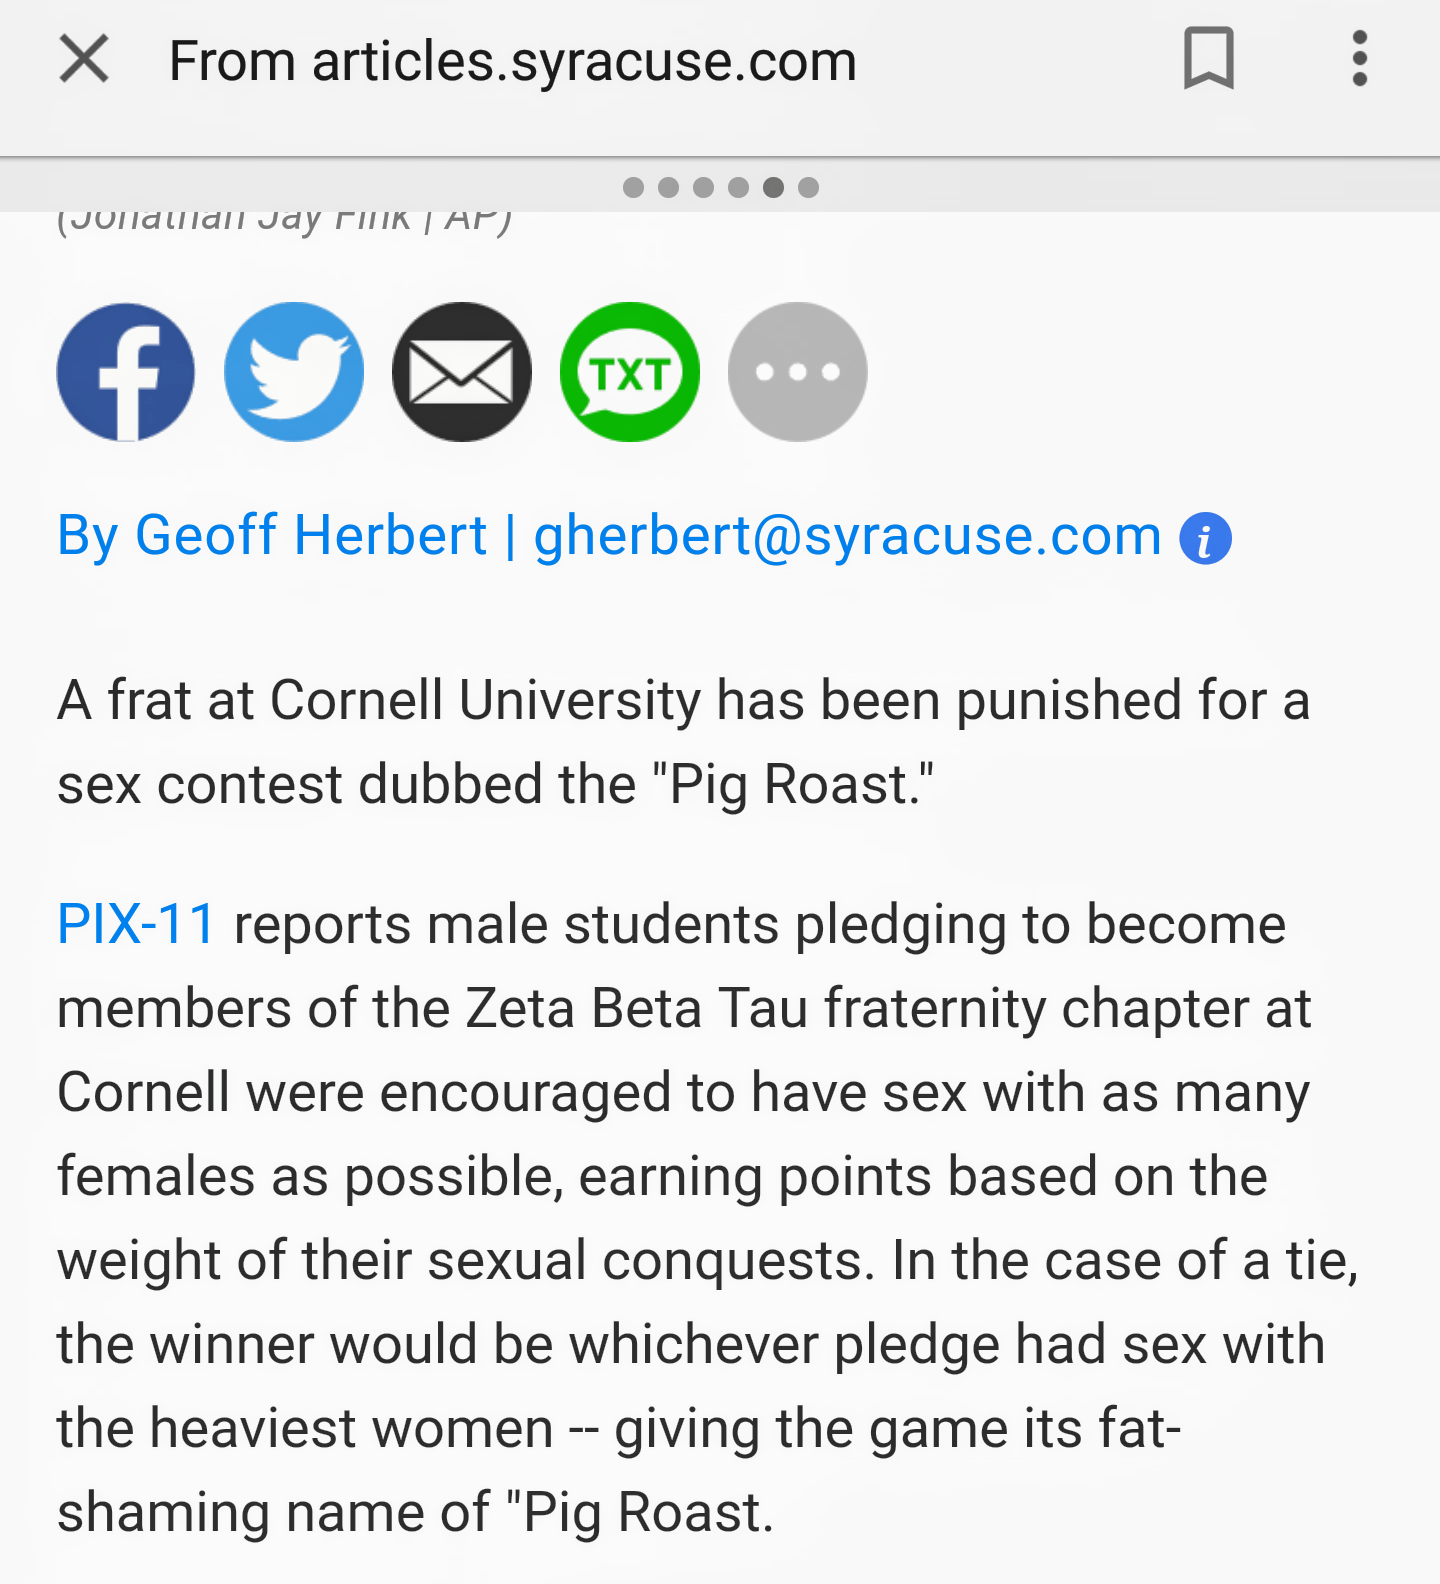 From articles.syracuse.com
(Jonathan Jay Fink | AP)
TXT
By Geoff Herbert | gherbert@syracuse.com i
A frat at Cornell University has been punished for a
sex contest dubbed the "Pig Roast."
PIX-11 reports male students pledging to become
members of the Zeta Beta Tau fraternity chapter at
Cornell were encouraged to have sex with as many
females as possible, earning points based on the
weight of their sexual conquests. In the case of a tie,
the winner would be whichever pledge had sex with
the heaviest women -- giving the game its fat-
shaming name of "Pig Roast.